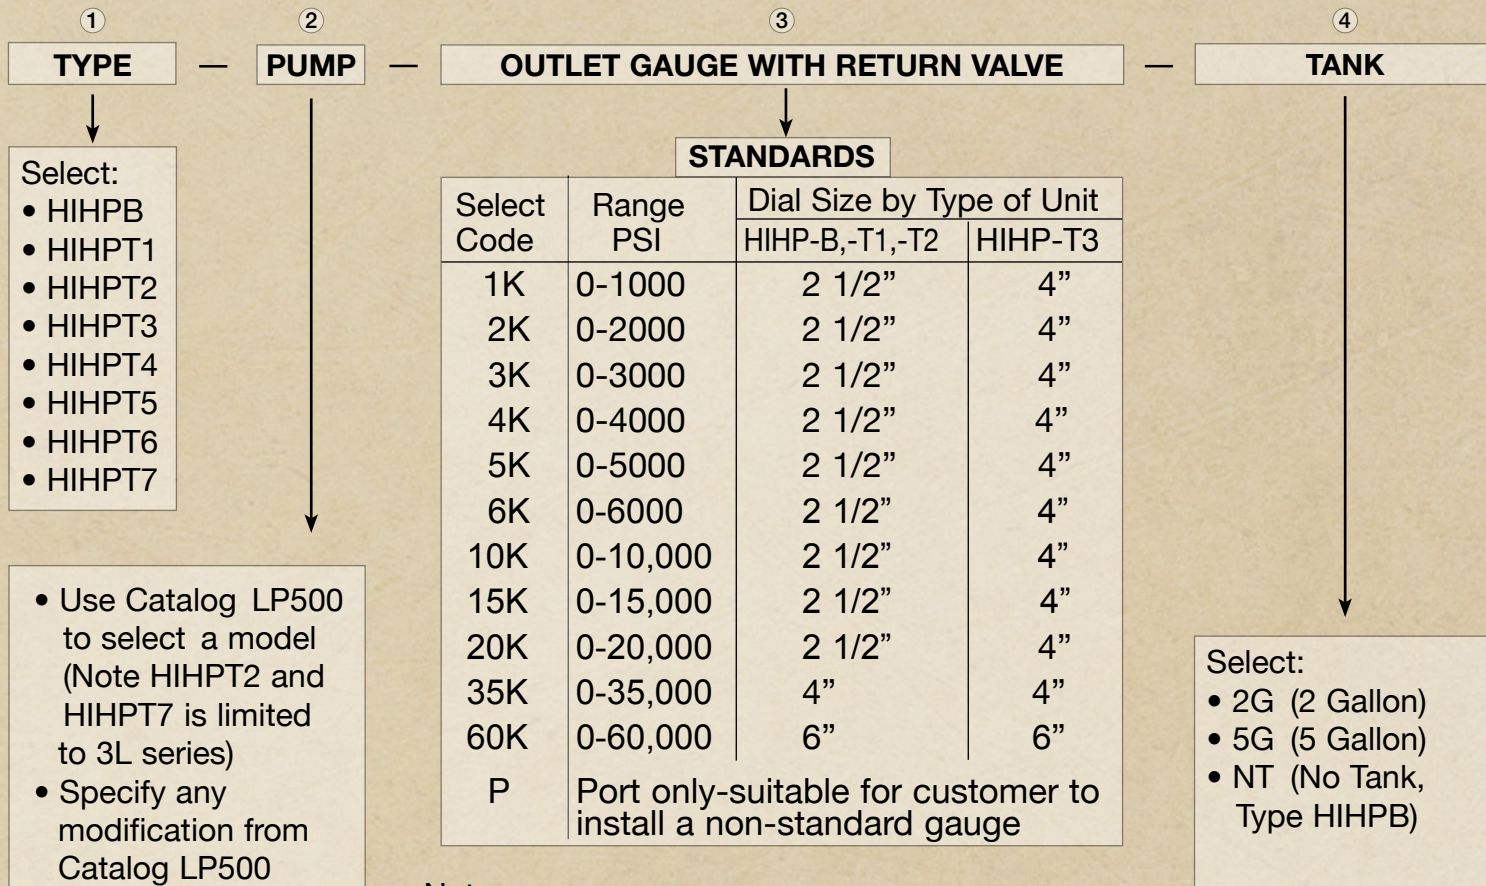 ① ② ③ ④
TYPE — PUMP — OUTLET GAUGE WITH RETURN VALVE — TANK
Select:
• HIHPB
• HIHPT1
• HIHPT2
• HIHPT3
• HIHPT4
• HIHPT5
• HIHPT6
• HIHPT7
• Use Catalog LP500
to select a model
(Note HIHPT2 and
HIHPT7 is limited
to 3L series)
• Specify any
modification from
Catalog LP500
STANDARDS
Select Range Dial Size by Type of Unit
Code PSI HIHP-B,-T1,-T2 HIHP-T3
1K 0-1000 2 1/2” 4”
2K 0-2000 2 1/2” 4”
3K 0-3000 2 1/2” 4”
4K 0-4000 2 1/2” 4”
5K 0-5000 2 1/2” 4”
6K 0-6000 2 1/2” 4”
10K 0-10,000 2 1/2” 4”
15K 0-15,000 2 1/2” 4”
20K 0-20,000 2 1/2” 4”
35K 0-35,000 4” 4”
60K 0-60,000 6” 6”
P Port only-suitable for customer to
install a non-standard gauge
Select:
• 2G (2 Gallon)
• 5G (5 Gallon)
• NT (No Tank,
Type HIHPB)